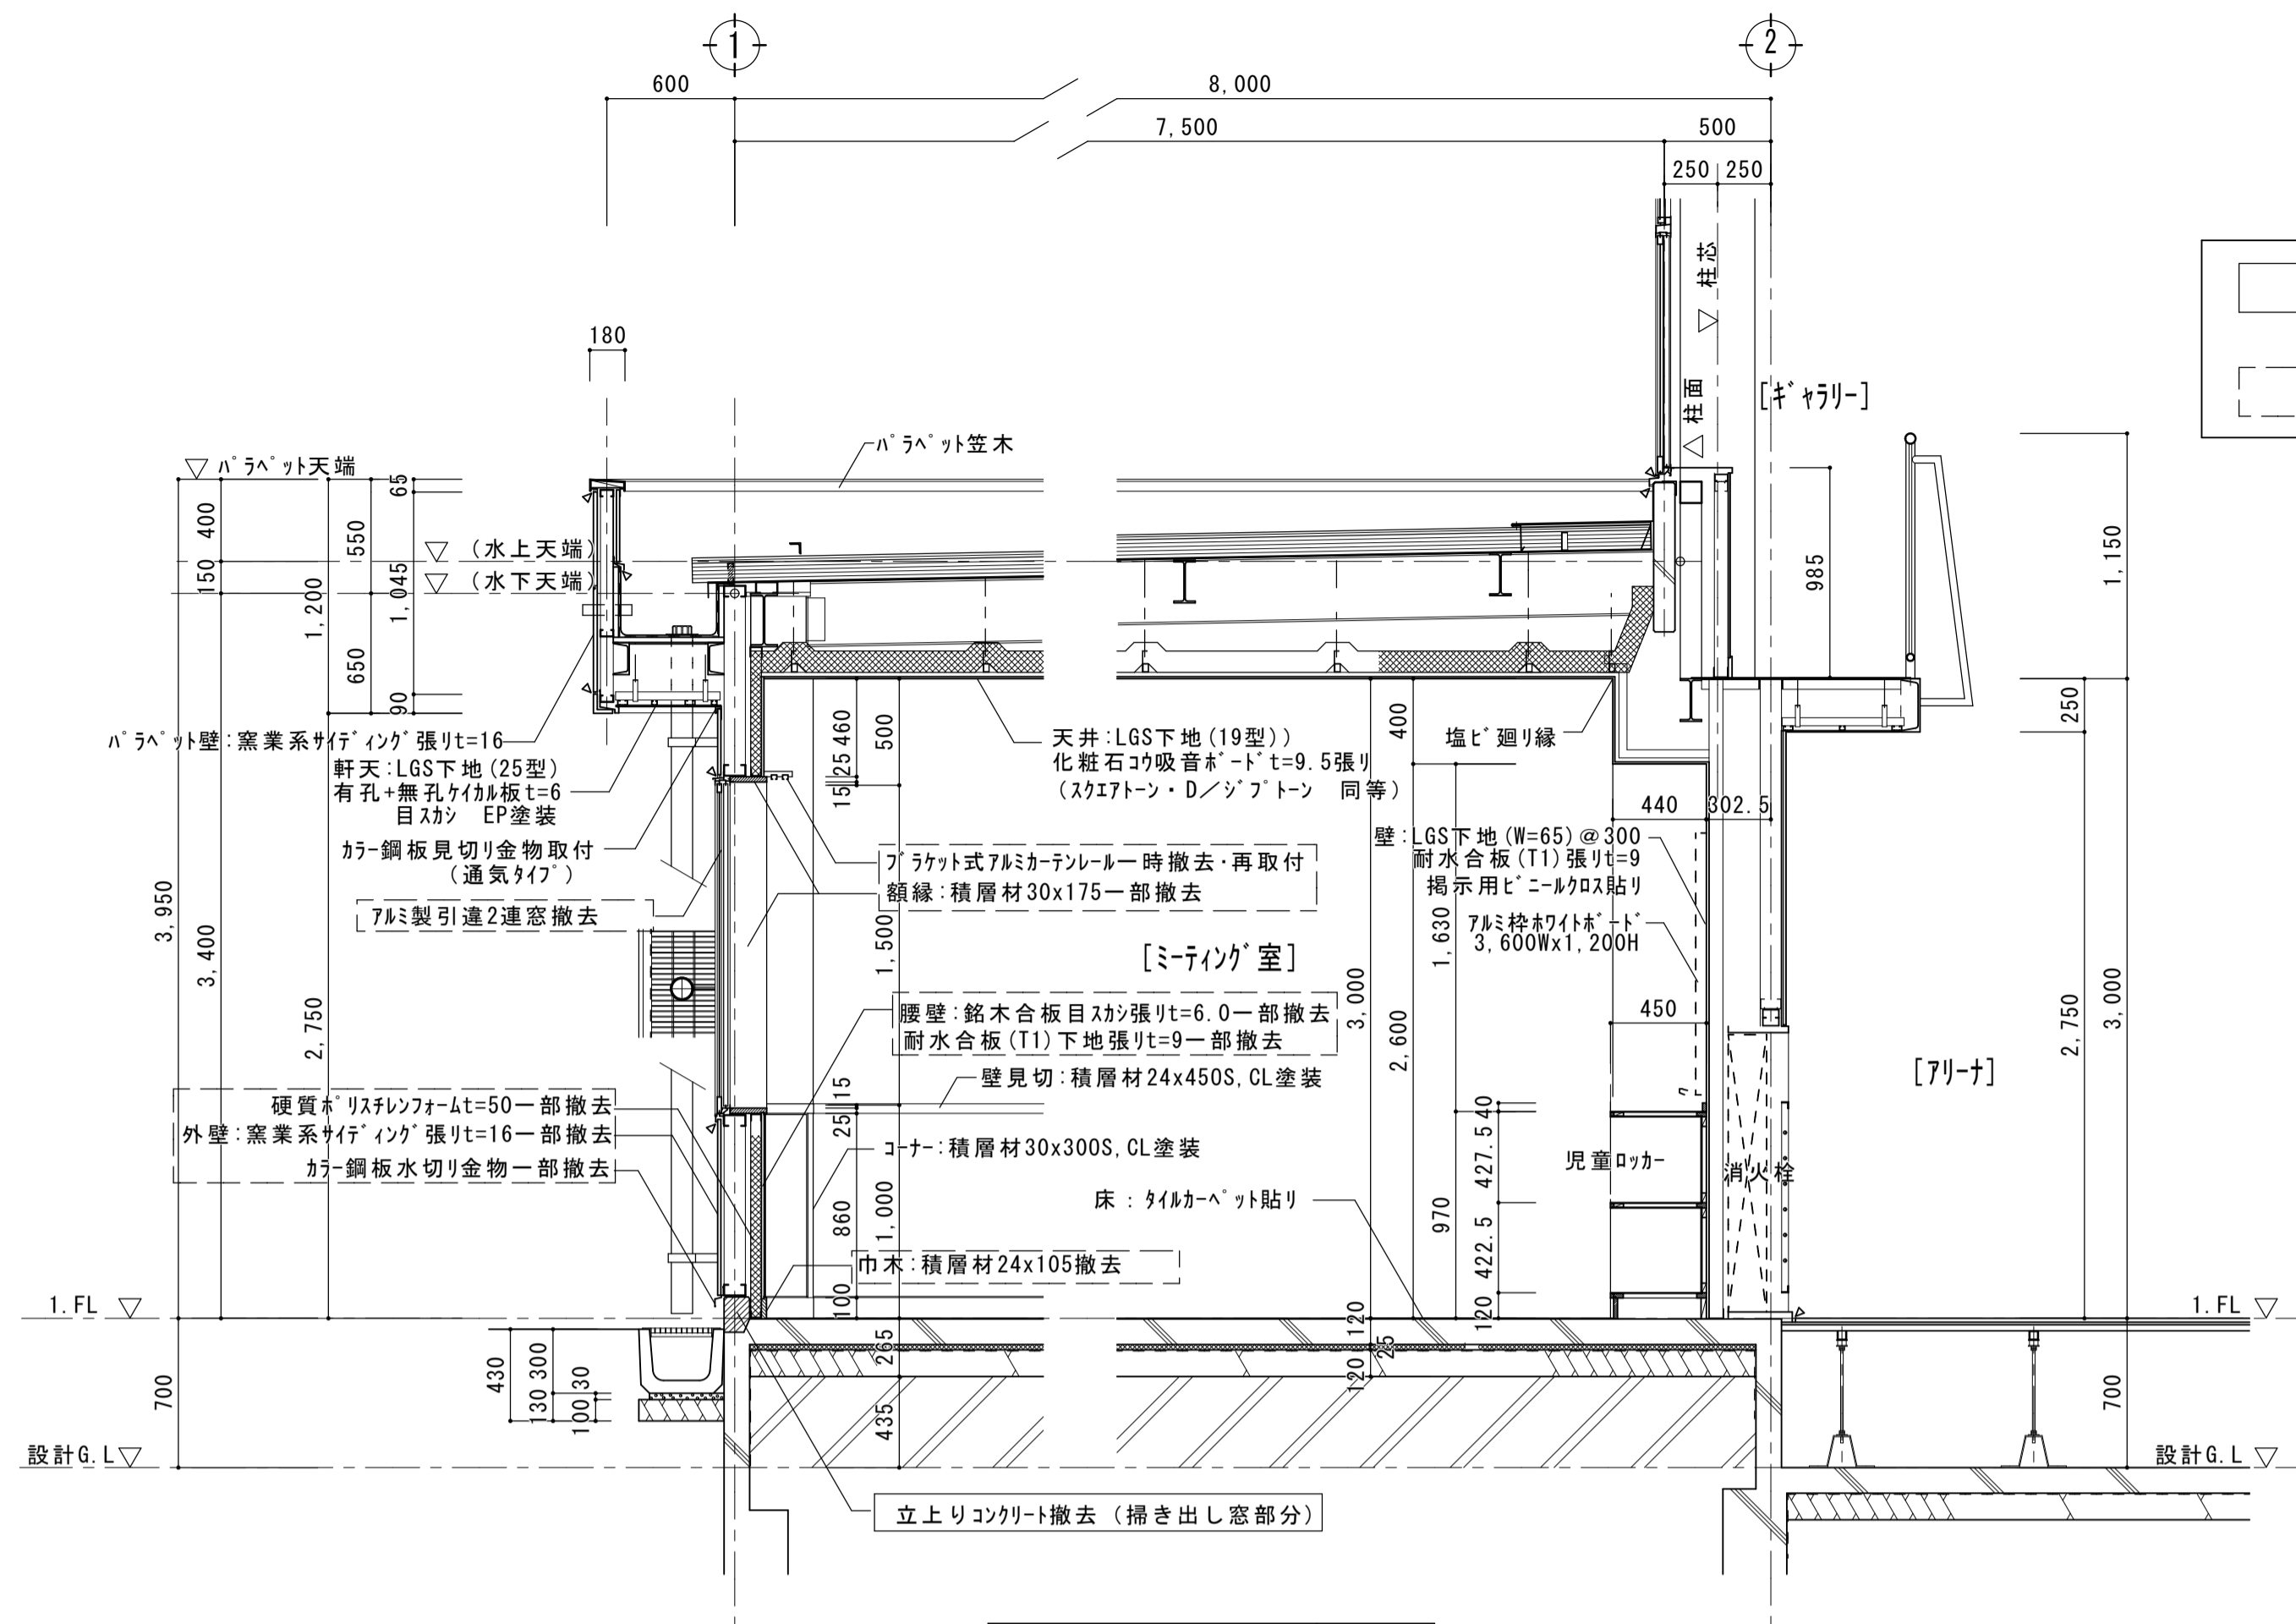 1
2
600
8,000
7,500
500
250
250
柱芯
柱面
[ギャラリー]
180
パラペット笠木
パラペット天端
(水上天端)
(水下天端)
65
400
550
150
1,045
1,200
650
90
985
1,150
250
パラペット壁:窯業系サイディング張りt=16
軒天:LGS下地(25型)
有孔+無孔ケイカル板t=6
目スカシ EP塗装
カラー鋼板見切り金物取付
(通気タイプ)
アルミ製引違2連窓撤去
460
25
15
500
天井:LGS下地(19型))
化粧石コウ吸音ボードt=9.5張り
(スクエアトーン・D/ジプトーン 同等)
400
塩ビ廻り縁
440
302.5
壁:LGS下地(W=65)@300
耐水合板(T1)張りt=9
掲示用ビニールクロス貼り
アルミ枠ホワイトボード
3,600Wx1,200H
ブラケット式アルミカーテンレール一時撤去・再取付
額縁:積層材30x175一部撤去
[ミーティング室]
腰壁:銘木合板目スカシ張りt=6.0一部撤去
耐水合板(T1)下地張りt=9一部撤去
壁見切:積層材24x450S,CL塗装
コーナー:積層材30x300S,CL塗装
床:タイルカーペット貼り
巾木:積層材24x105撤去
3,950
3,400
2,750
1,500
3,000
2,600
1,630
450
[アリーナ]
2,750
3,000
硬質ポリスチレンフォームt=50一部撤去
外壁:窯業系サイディング張りt=16一部撤去
カラー鋼板水切り金物一部撤去
15
25
860
1,000
100
970
40
427.5
422.5
120
児童ロッカー
消火栓
1.FL
1.FL
700
430
300
130
30
100
265
435
120
25
120
700
設計G.L
設計G.L
立上りコンクリート撤去(掃き出し窓部分)